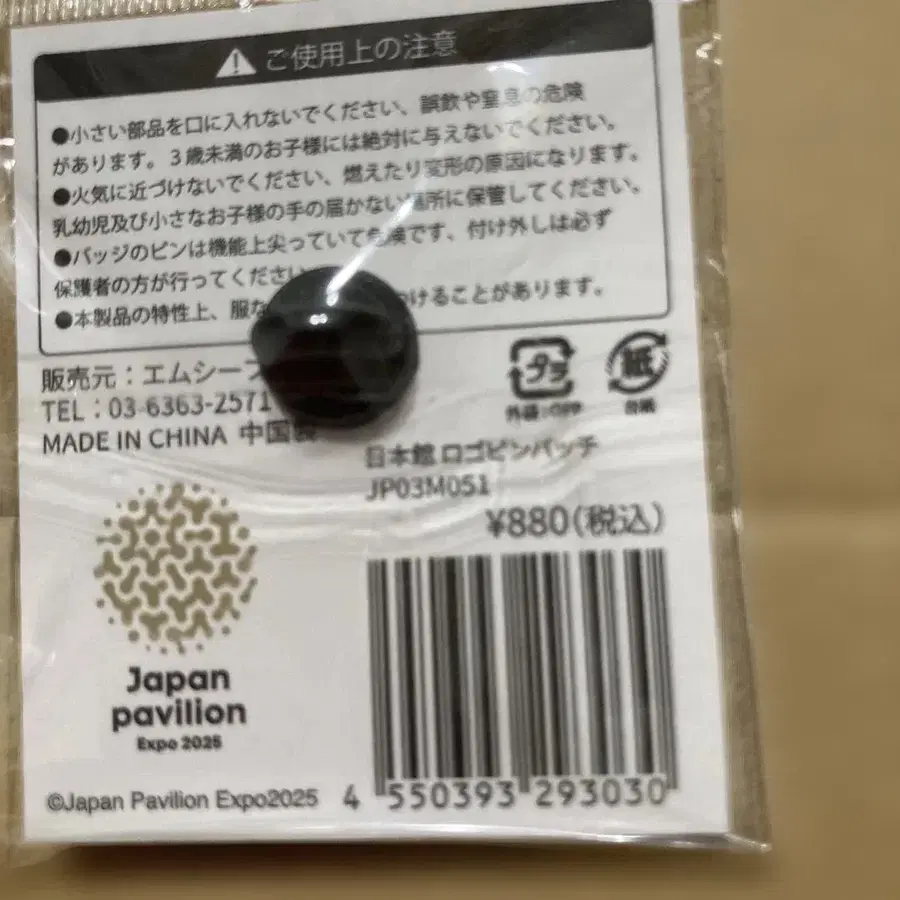 ご使用上の注意
●小さい部品を口に入れないでください、誤飲や窒息の危険
があります。3歳未満のお子様には絶対に与えないでください。
●火気に近づけないでください、燃えたり変形の原因になります。
乳幼児及び小さなお子様の手の届かない場所に保管してください。
●バッジのピンは機能上尖っていて危険です、付け外しは必ず
保護者の方が行ってください
●本製品の特性上、服な けることがあります。
販売元：エムシープ
TEL：03-6363-2571
MADE IN CHINA 中国製
プラ
外袋：OPP
紙
台紙
日本館 ロゴピンバッチ
JP03M051
¥880(税込)
Japan
pavilion
Expo 2025
©Japan Pavilion Expo2025
4 550393 293030